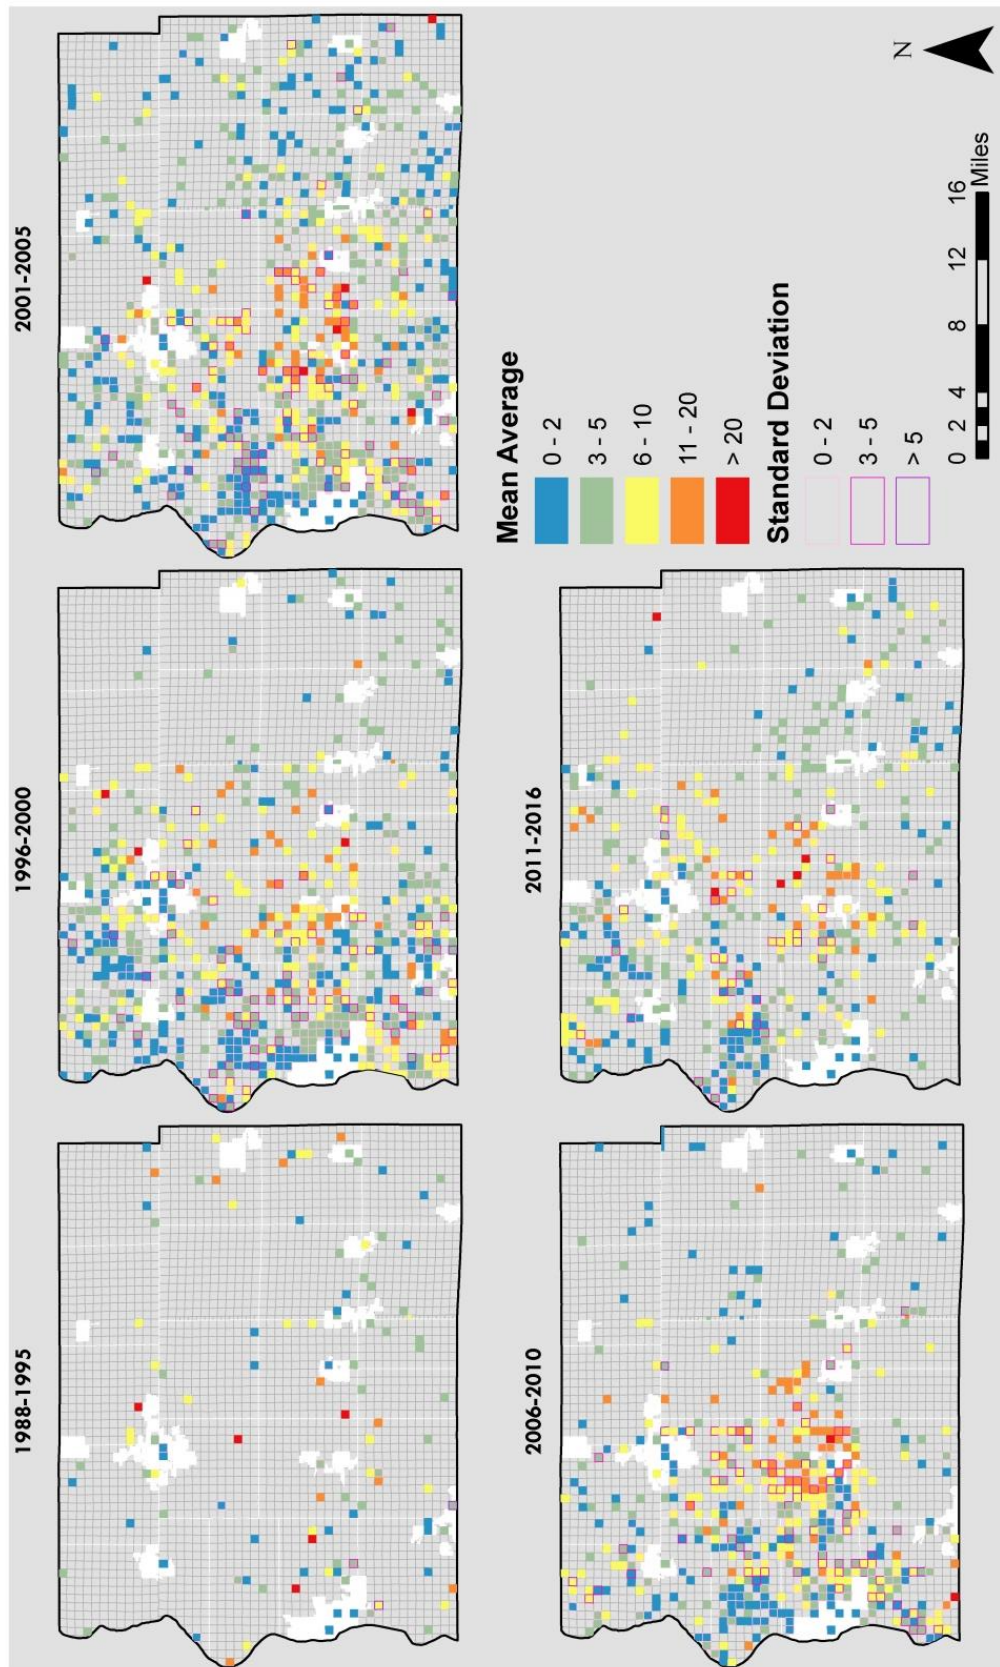 1988-1995
1996-2000
2001-2005
2006-2010
2011-2016
Mean Average
0 - 2
3 - 5
6 - 10
11 - 20
> 20
Standard Deviation
0 - 2
3 - 5
> 5
0 2 4 8 12 16
Miles
N